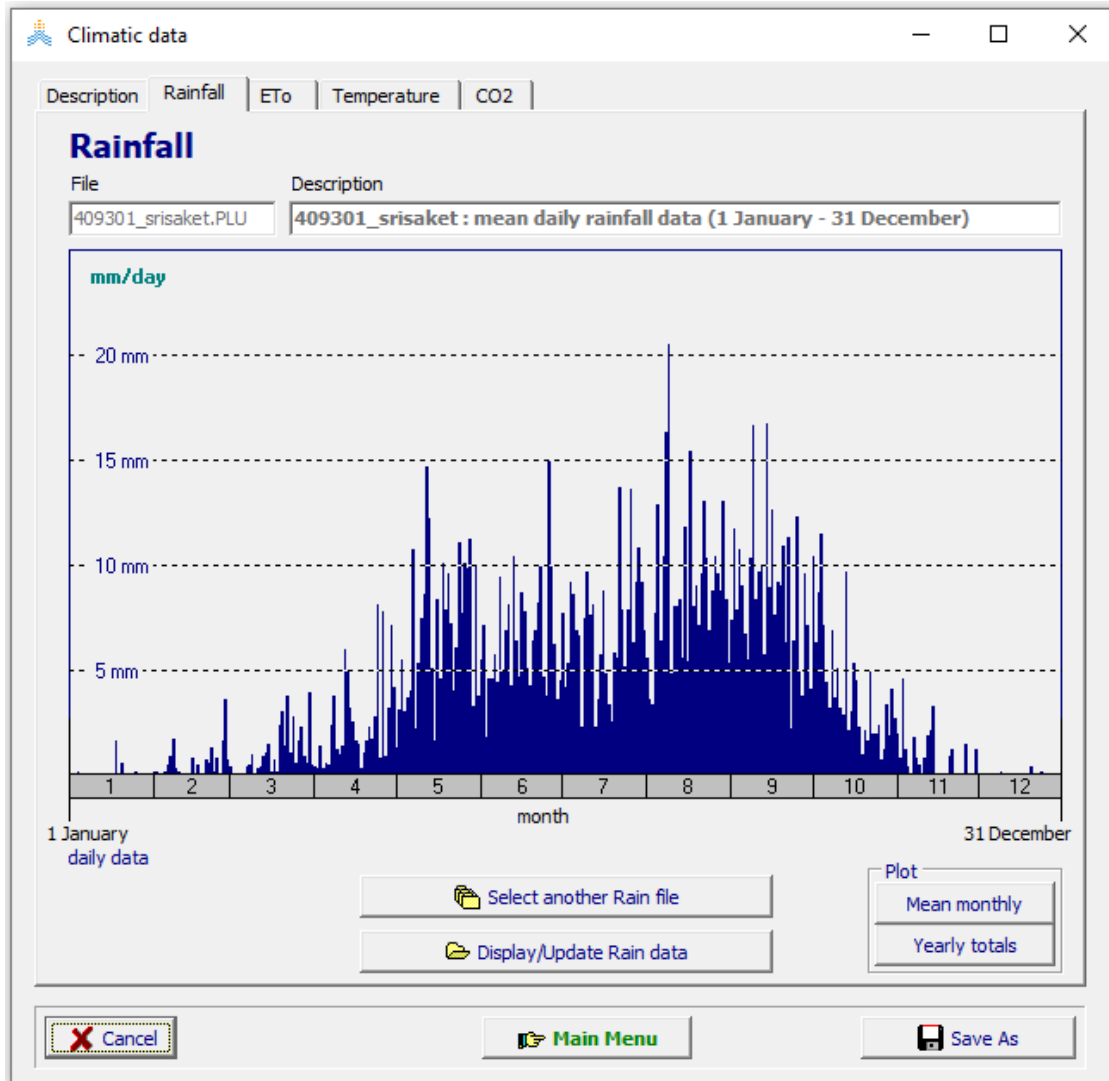 Climatic data
Description Rainfall ETo Temperature CO2
Rainfall
File Description
409301_srisaket.PLU 409301_srisaket : mean daily rainfall data (1 January - 31 December)
mm/day
20 mm
15 mm
10 mm
5 mm
1 2 3 4 5 6 7 8 9 10 11 12
month
1 January 31 December
daily data
Plot
Select another Rain file Mean monthly
Display/Update Rain data Yearly totals
Cancel Main Menu Save As